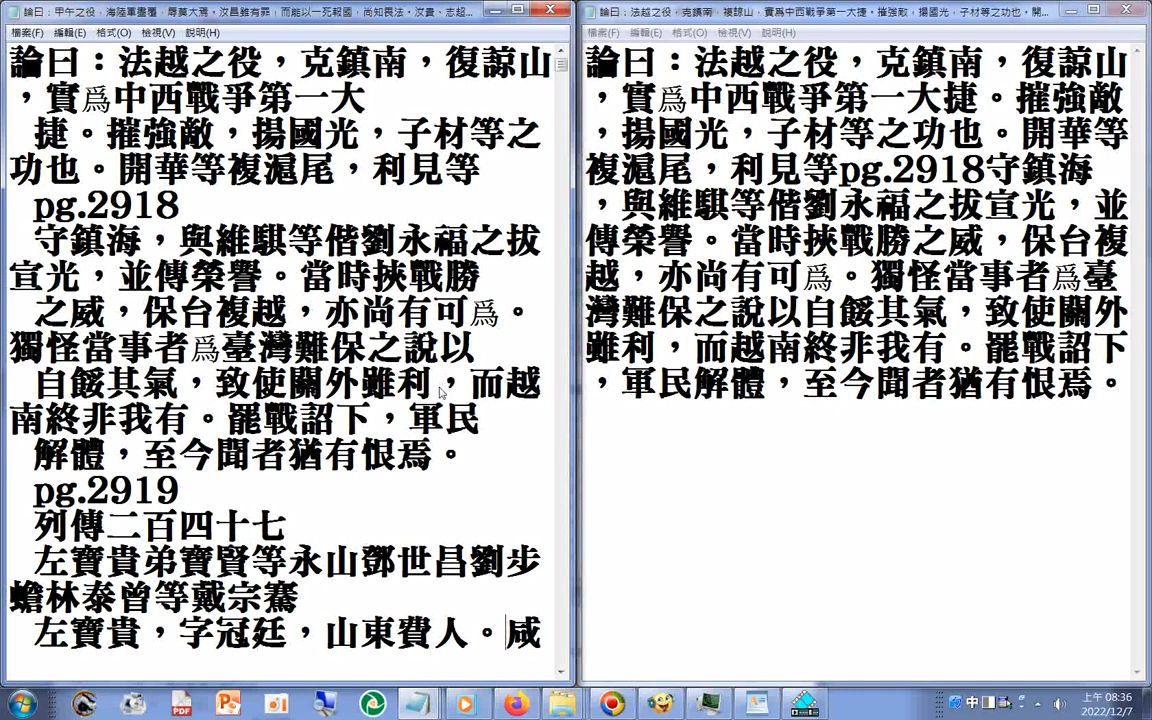 論曰：甲午之役，海陸軍盡覆，辱莫大焉。汝昌雖有罪，而能以一死報國，尚知畏法。汝貴、志超...
檔案(F) 編輯(E) 格式(O) 檢視(V) 說明(H)
論曰：法越之役，克鎮南，復諒山
，實爲中西戰爭第一大
捷。摧強敵，揚國光，子材等之
功也。開華等複滬尾，利見等
pg.2918
守鎮海，與維騏等偕劉永福之拔
宣光，並傳榮譽。當時挾戰勝
之威，保台複越，亦尚有可爲。
獨怪當事者爲臺灣難保之說以
自餒其氣，致使關外雖利，而越
南終非我有。罷戰詔下，軍民
解體，至今聞者猶有恨焉。
pg.2919
列傳二百四十七
左寶貴弟寶賢等永山鄧世昌劉步
蟾林泰曾等戴宗騫
左寶貴，字冠廷，山東費人。咸
論曰：法越之役，克鎮南，複諒山，實爲中西戰爭第一大捷。摧強敵，揚國光，子材等之功也。開...
檔案(F) 編輯(E) 格式(O) 檢視(V) 說明(H)
論曰：法越之役，克鎮南，復諒山
，實爲中西戰爭第一大捷。摧強敵
，揚國光，子材等之功也。開華等
複滬尾，利見等pg.2918守鎮海
，與維騏等偕劉永福之拔宣光，並
傳榮譽。當時挾戰勝之威，保台複
越，亦尚有可爲。獨怪當事者爲臺
灣難保之說以自餒其氣，致使關外
雖利，而越南終非我有。罷戰詔下
，軍民解體，至今聞者猶有恨焉。
PDF
中
上午 08:36
2022/12/7